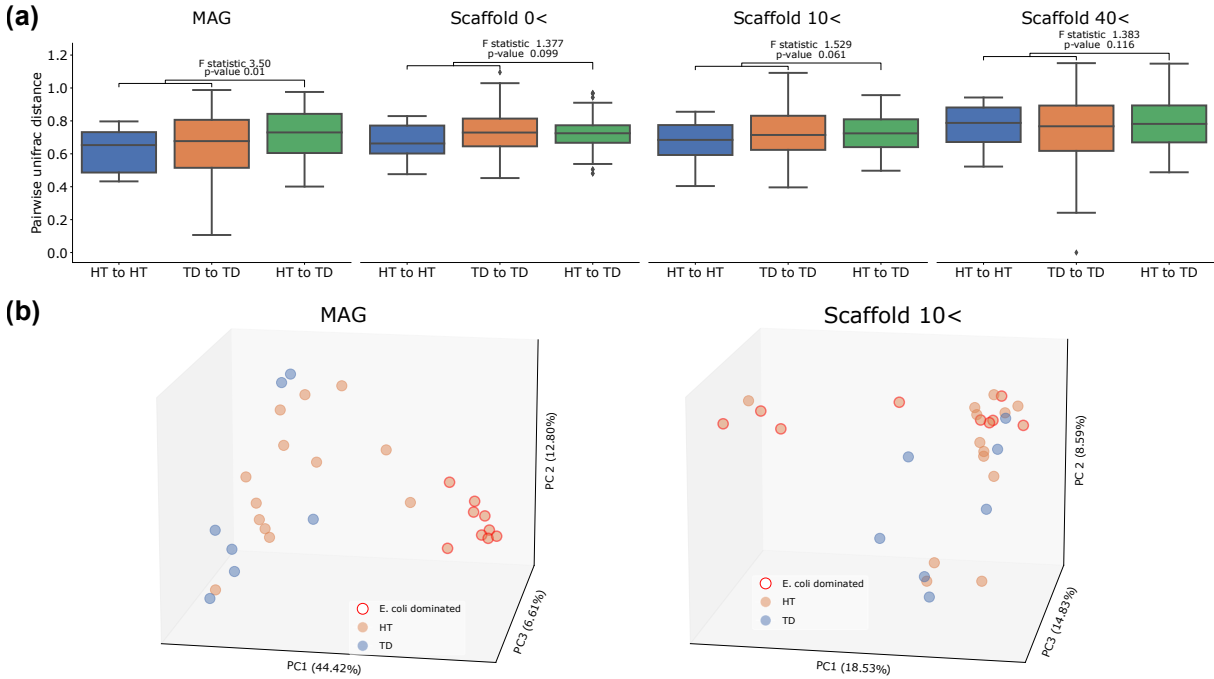 (a)
MAG
Scaffold 0<
Scaffold 10<
Scaffold 40<
F statistic 3.50
p-value 0.01
F statistic 1.377
p-value 0.099
F statistic 1.529
p-value 0.061
F statistic 1.383
p-value 0.116
Pairwise unifrac distance
1.2
1.0
0.8
0.6
0.4
0.2
0.0
HT to HT
TD to TD
HT to TD
HT to HT
TD to TD
HT to TD
HT to HT
TD to TD
HT to TD
HT to HT
TD to TD
HT to TD
(b)
MAG
PC 2 (12.80%)
PC3 (6.61%)
PC1 (44.42%)
E. coli dominated
HT
TD
Scaffold 10<
PC 2 (8.59%)
PC3 (14.83%)
PC1 (18.53%)
E. coli dominated
HT
TD